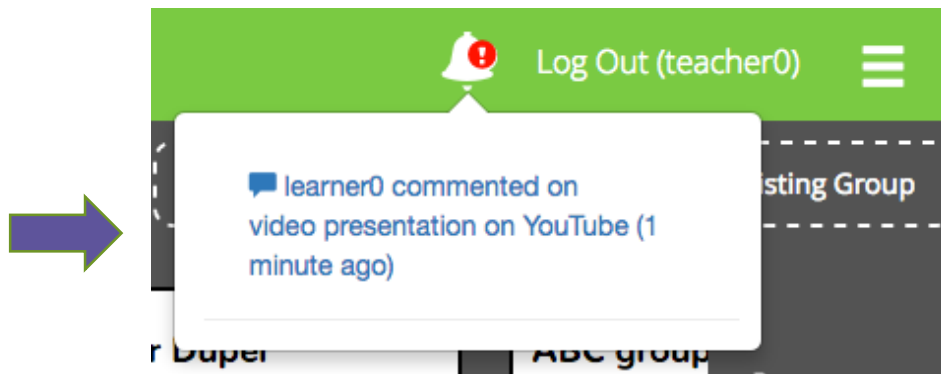 Log Out (teacher0)
learner0 commented on
video presentation on YouTube (1
minute ago)
isting Group
r Duper
ABC group